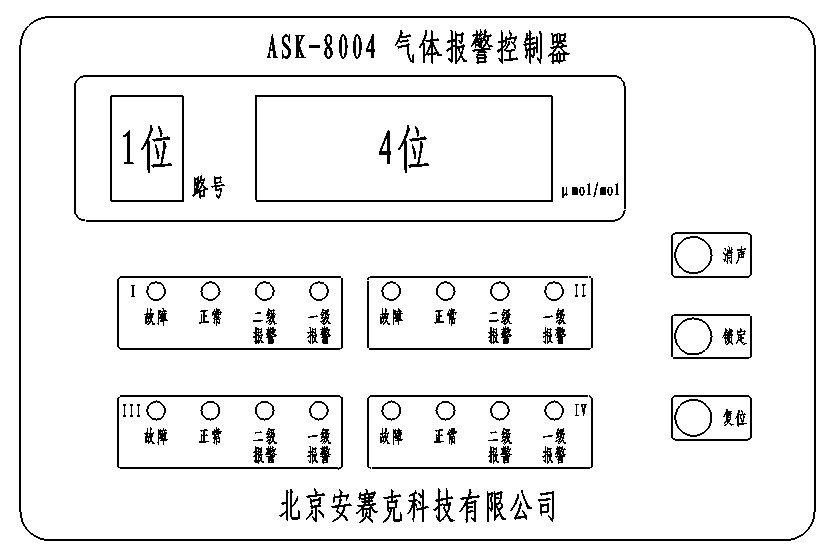 ASK-8004 气体报警控制器
1位
路号
4位
μmol/mol
消声
I
故障
正常
二级
报警
一级
报警
II
故障
正常
二级
报警
一级
报警
锁定
III
故障
正常
二级
报警
一级
报警
IV
故障
正常
二级
报警
一级
报警
复位
北京安赛克科技有限公司